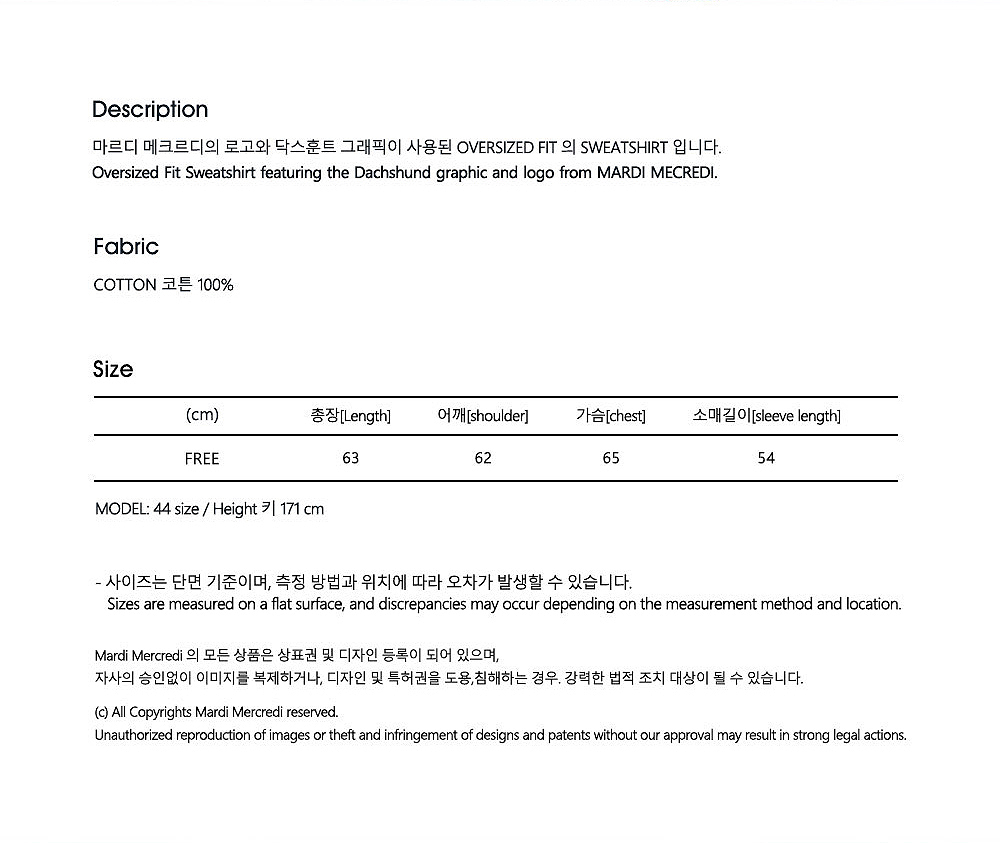 Description
마르디 메크르디의 로고와 닥스훈트 그래픽이 사용된 OVERSIZED FIT 의 SWEATSHIRT 입니다.
Oversized Fit Sweatshirt featuring the Dachshund graphic and logo from MARDI MECREDI.
Fabric
COTTON 코튼 100%
Size
(cm) 총장[Length] 어깨[shoulder] 가슴[chest] 소매길이[sleeve length]
FREE 63 62 65 54
MODEL: 44 size / Height 키 171 cm
- 사이즈는 단면 기준이며, 측정 방법과 위치에 따라 오차가 발생할 수 있습니다.
Sizes are measured on a flat surface, and discrepancies may occur depending on the measurement method and location.
Mardi Mercredi 의 모든 상품은 상표권 및 디자인 등록이 되어 있으며,
자사의 승인없이 이미지를 복제하거나, 디자인 및 특허권을 도용,침해하는 경우. 강력한 법적 조치 대상이 될 수 있습니다.
(c) All Copyrights Mardi Mercredi reserved.
Unauthorized reproduction of images or theft and infringement of designs and patents without our approval may result in strong legal actions.